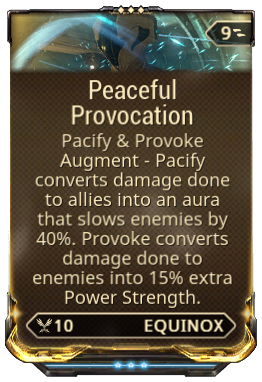 9
Peaceful
Provocation
Pacify & Provoke
Augment - Pacify
converts damage done
to allies into an aura
that slows enemies by
40%. Provoke converts
damage done to
enemies into 15% extra
Power Strength.
10 EQUINOX